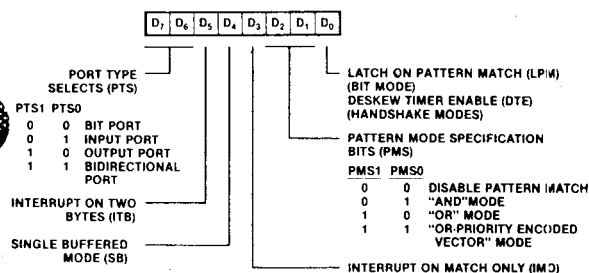 D7 D6 D5 D4 D3 D2 D1 D0
PORT TYPE
SELECTS (PTS)
PTS1 PTS0
0 0 BIT PORT
0 1 INPUT PORT
1 0 OUTPUT PORT
1 1 BIDIRECTIONAL
PORT
INTERRUPT ON TWO
BYTES (ITB)
SINGLE BUFFERED
MODE (SB)
LATCH ON PATTERN MATCH (LPM)
(BIT MODE)
DESKEW TIMER ENABLE (DTE)
(HANDSHAKE MODES)
PATTERN MODE SPECIFICATION
BITS (PMS)
PMS1 PMS0
0 0 DISABLE PATTERN MATCH
0 1 "AND"MODE
1 0 "OR" MODE
1 1 "OR-PRIORITY ENCODED
VECTOR" MODE
INTERRUPT ON MATCH ONLY (IMO)